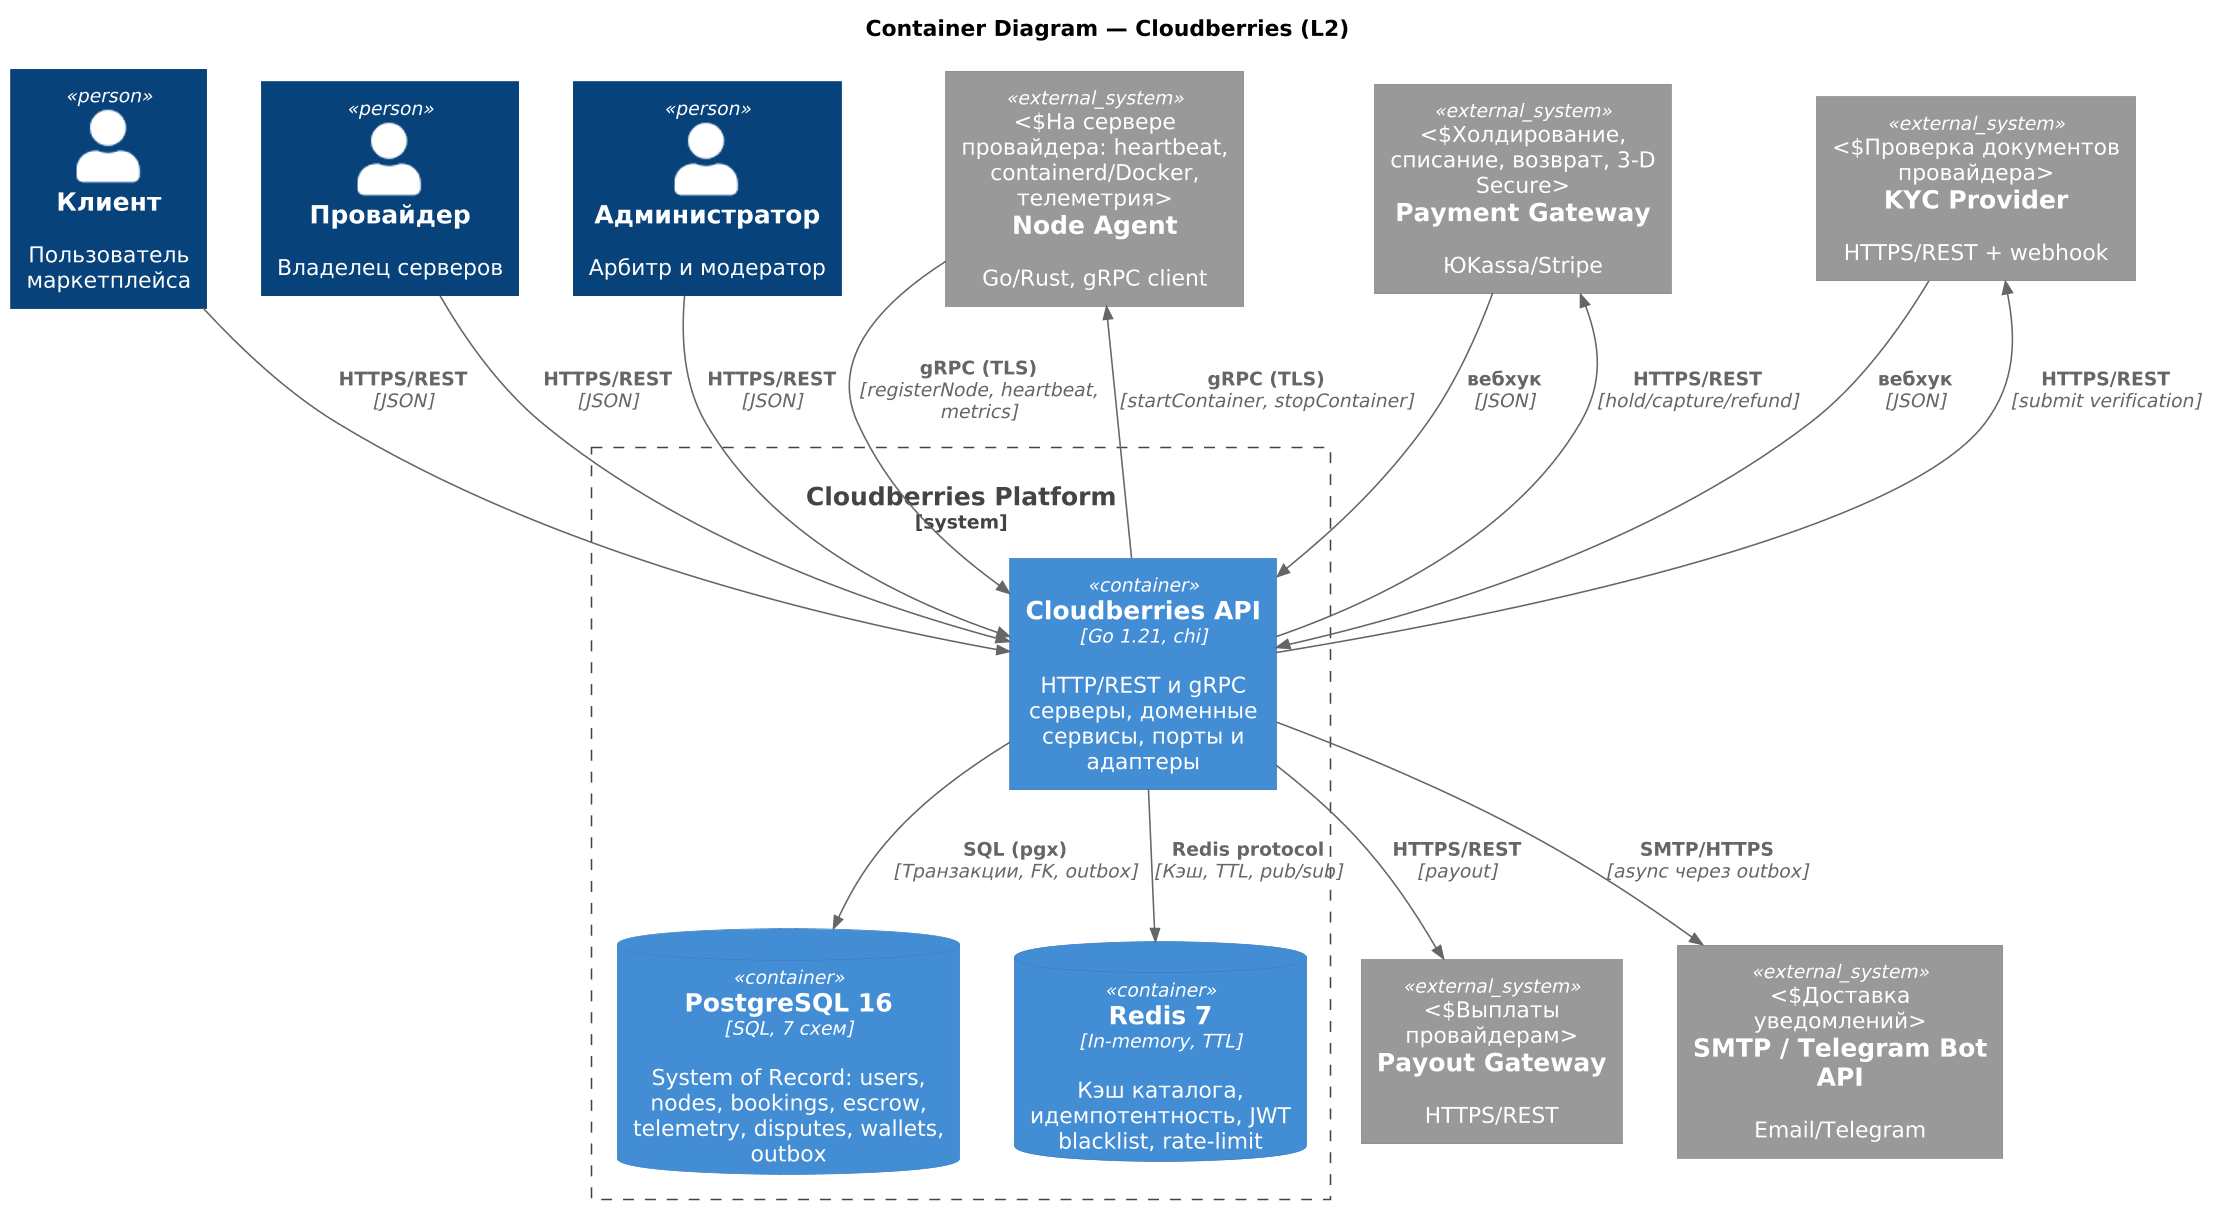 Container Diagram — Cloudberries (L2)
«person»
Клиент
Пользователь
маркетплейса
«person»
Провайдер
Владелец серверов
«person»
Администратор
Арбитр и модератор
«external_system»
<$На сервере
провайдера: heartbeat,
containerd/Docker,
телеметрия>
Node Agent
Go/Rust, gRPC client
«external_system»
<$Холдирование,
списание, возврат, 3-D
Secure>
Payment Gateway
ЮKassa/Stripe
«external_system»
<$Проверка документов
провайдера>
KYC Provider
HTTPS/REST + webhook
HTTPS/REST
[JSON]
HTTPS/REST
[JSON]
HTTPS/REST
[JSON]
gRPC (TLS)
[registerNode, heartbeat,
metrics]
gRPC (TLS)
[startContainer, stopContainer]
вебхук
[JSON]
HTTPS/REST
[hold/capture/refund]
вебхук
[JSON]
HTTPS/REST
[submit verification]
Cloudberries Platform
[system]
«container»
Cloudberries API
[Go 1.21, chi]
HTTP/REST и gRPC
серверы, доменные
сервисы, порты и
адаптеры
SQL (pgx)
[Транзакции, FK, outbox]
Redis protocol
[Кэш, TTL, pub/sub]
HTTPS/REST
[payout]
SMTP/HTTPS
[async через outbox]
«container»
PostgreSQL 16
[SQL, 7 схем]
System of Record: users,
nodes, bookings, escrow,
telemetry, disputes, wallets,
outbox
«container»
Redis 7
[In-memory, TTL]
Кэш каталога,
идемпотентность, JWT
blacklist, rate-limit
«external_system»
<$Выплаты
провайдерам>
Payout Gateway
HTTPS/REST
«external_system»
<$Доставка
уведомлений>
SMTP / Telegram Bot
API
Email/Telegram